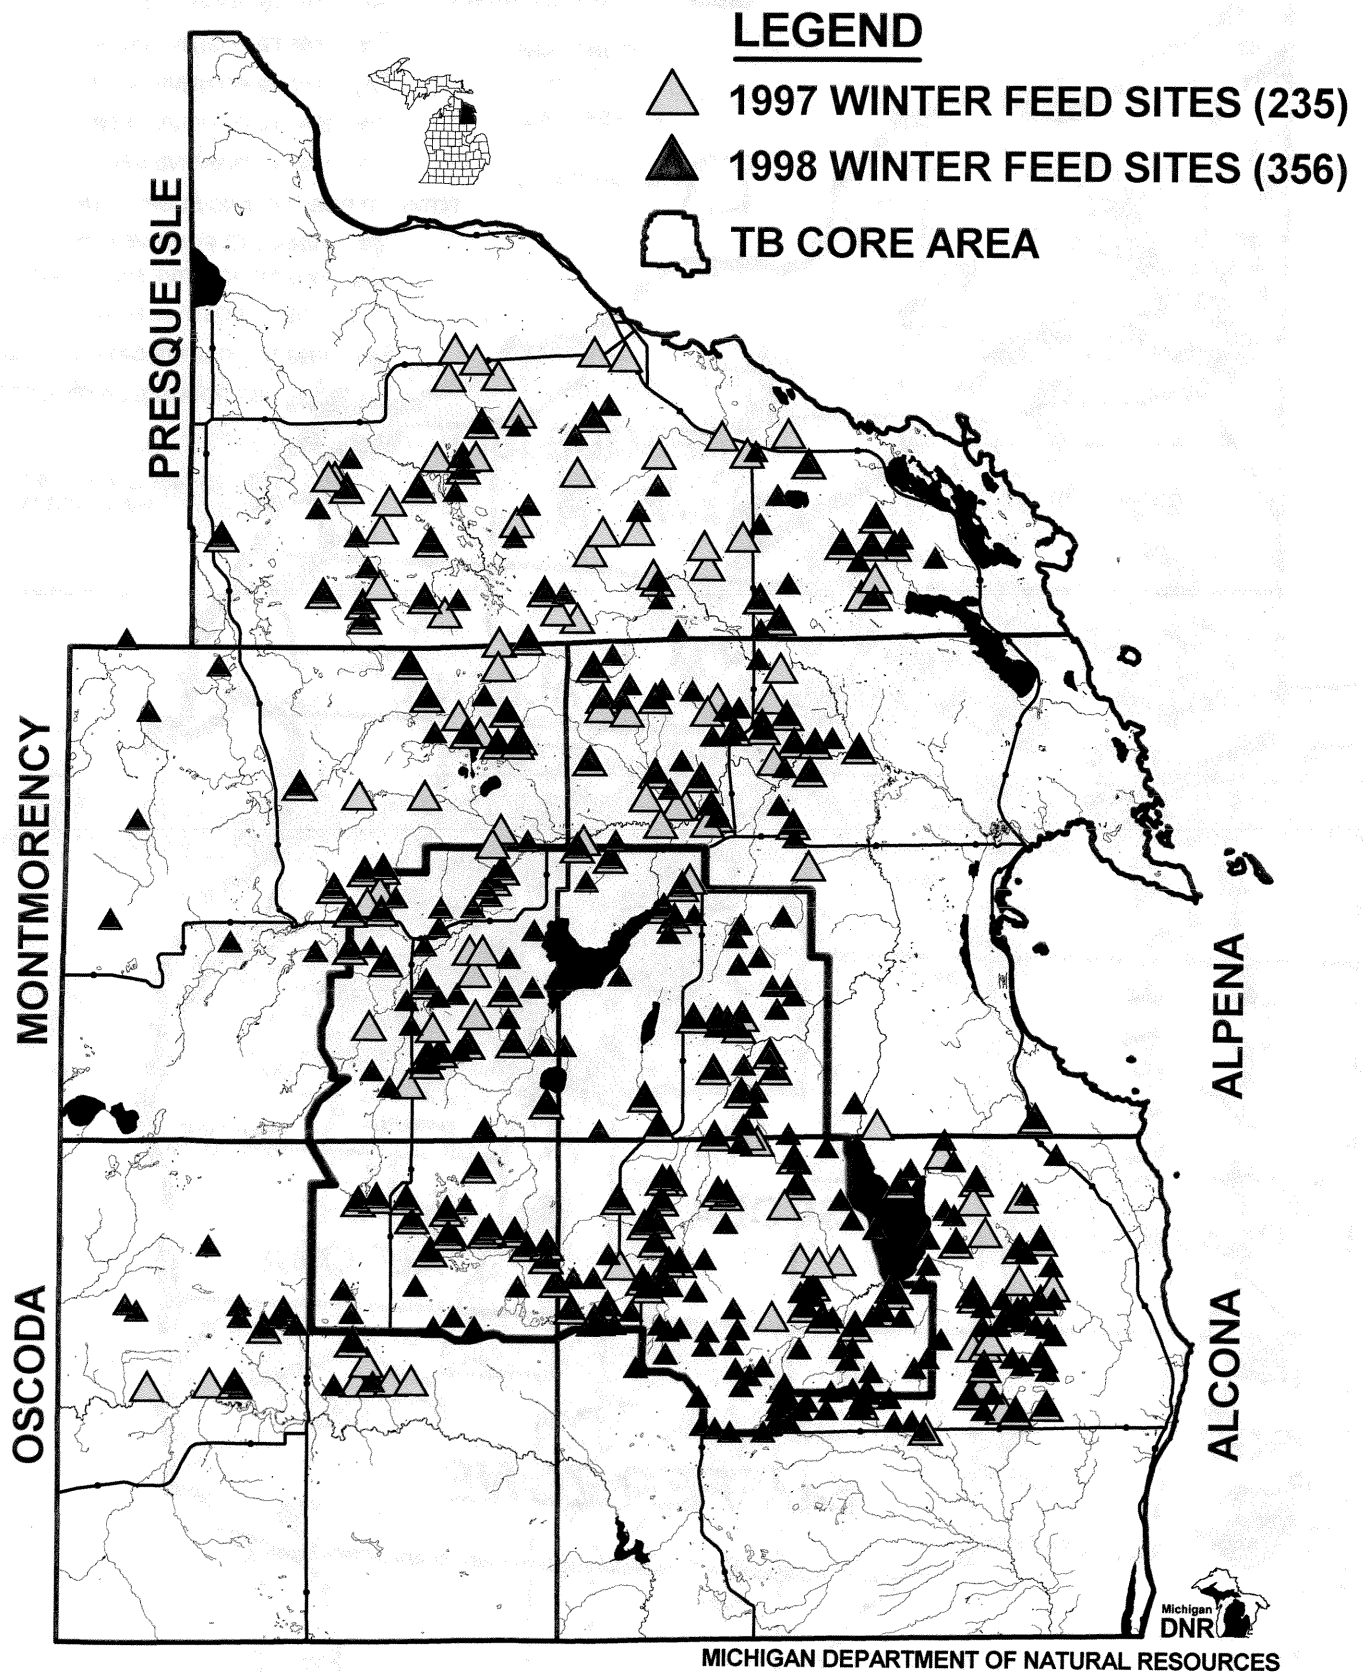 LEGEND
1997 WINTER FEED SITES (235)
1998 WINTER FEED SITES (356)
TB CORE AREA
PRESQUE ISLE
MONTMORENCY
ALPENA
OSCODA
ALCONA
Michigan
DNR
MICHIGAN DEPARTMENT OF NATURAL RESOURCES